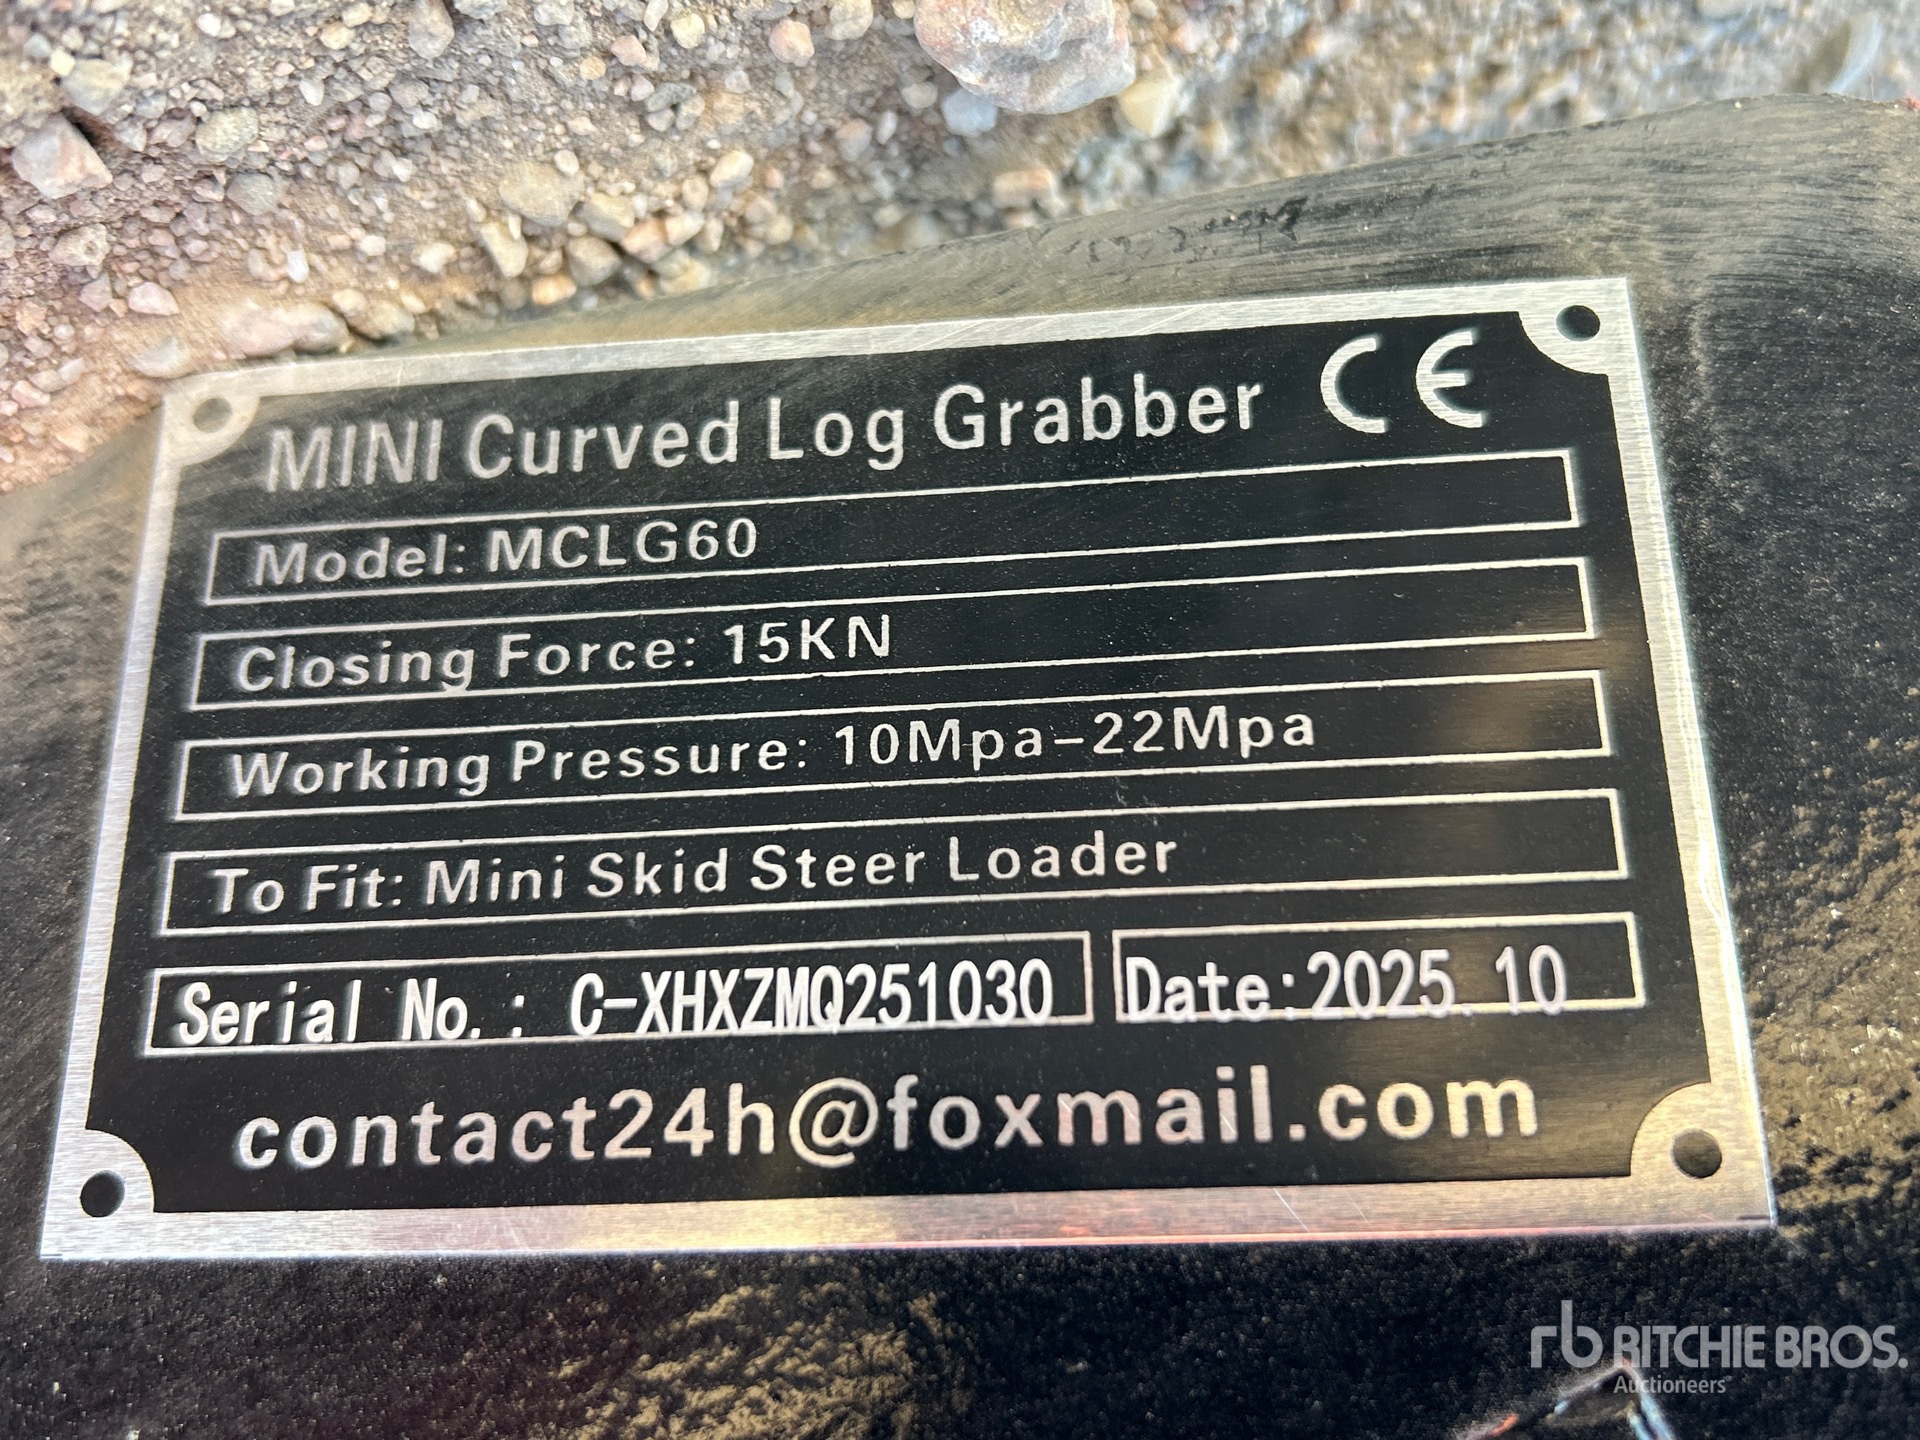 MINI Curved Log Grabber CE
Model: MCLG60
Closing Force: 15KN
Working Pressure: 10Mpa-22Mpa
To Fit: Mini Skid Steer Loader
Serial No.: C-XHXZMQ251030 Date:2025.10
contact24h@foxmail.com
rb RITCHIE BROS.
Auctioneers